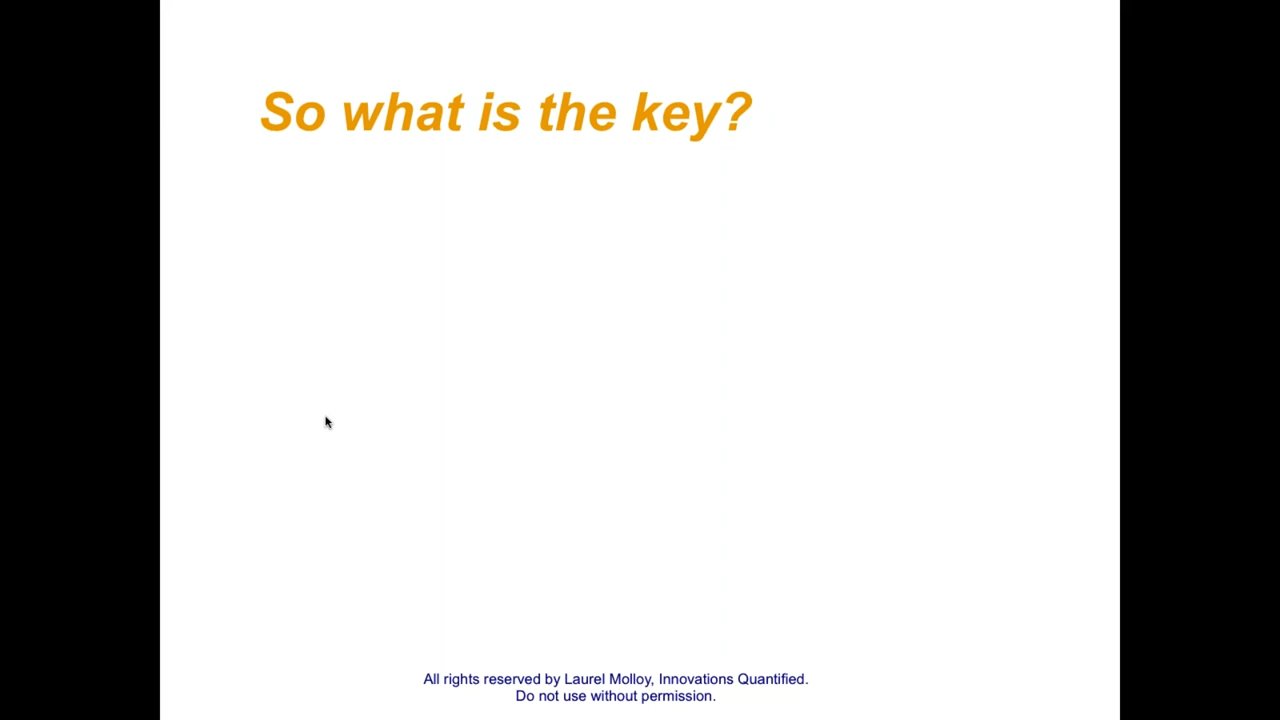 So what is the key?
All rights reserved by Laurel Molloy, Innovations Quantified.
Do not use without permission.